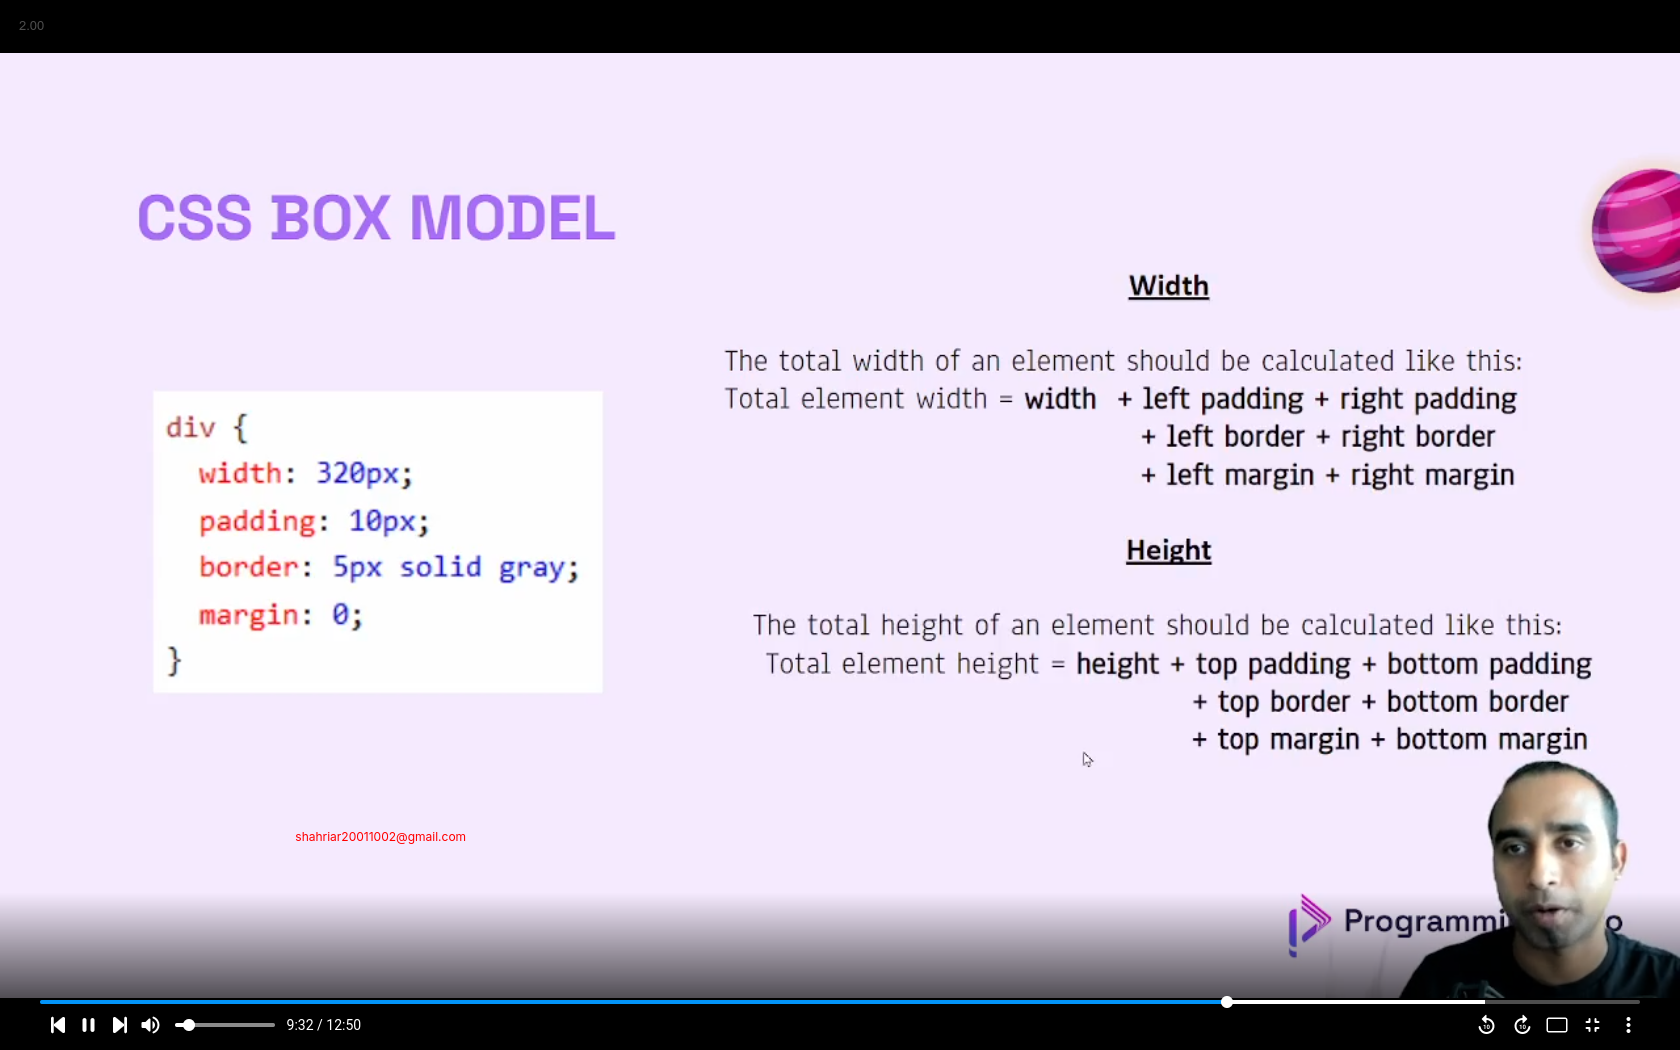 2.00
CSS BOX MODEL
div {
width: 320px;
padding: 10px;
border: 5px solid gray;
margin: 0;
}
Width
The total width of an element should be calculated like this:
Total element width = width + left padding + right padding
+ left border + right border
+ left margin + right margin
Height
The total height of an element should be calculated like this:
Total element height = height + top padding + bottom padding
+ top border + bottom border
+ top margin + bottom margin
shahriar20011002@gmail.com
9:32 / 12:50
10
10